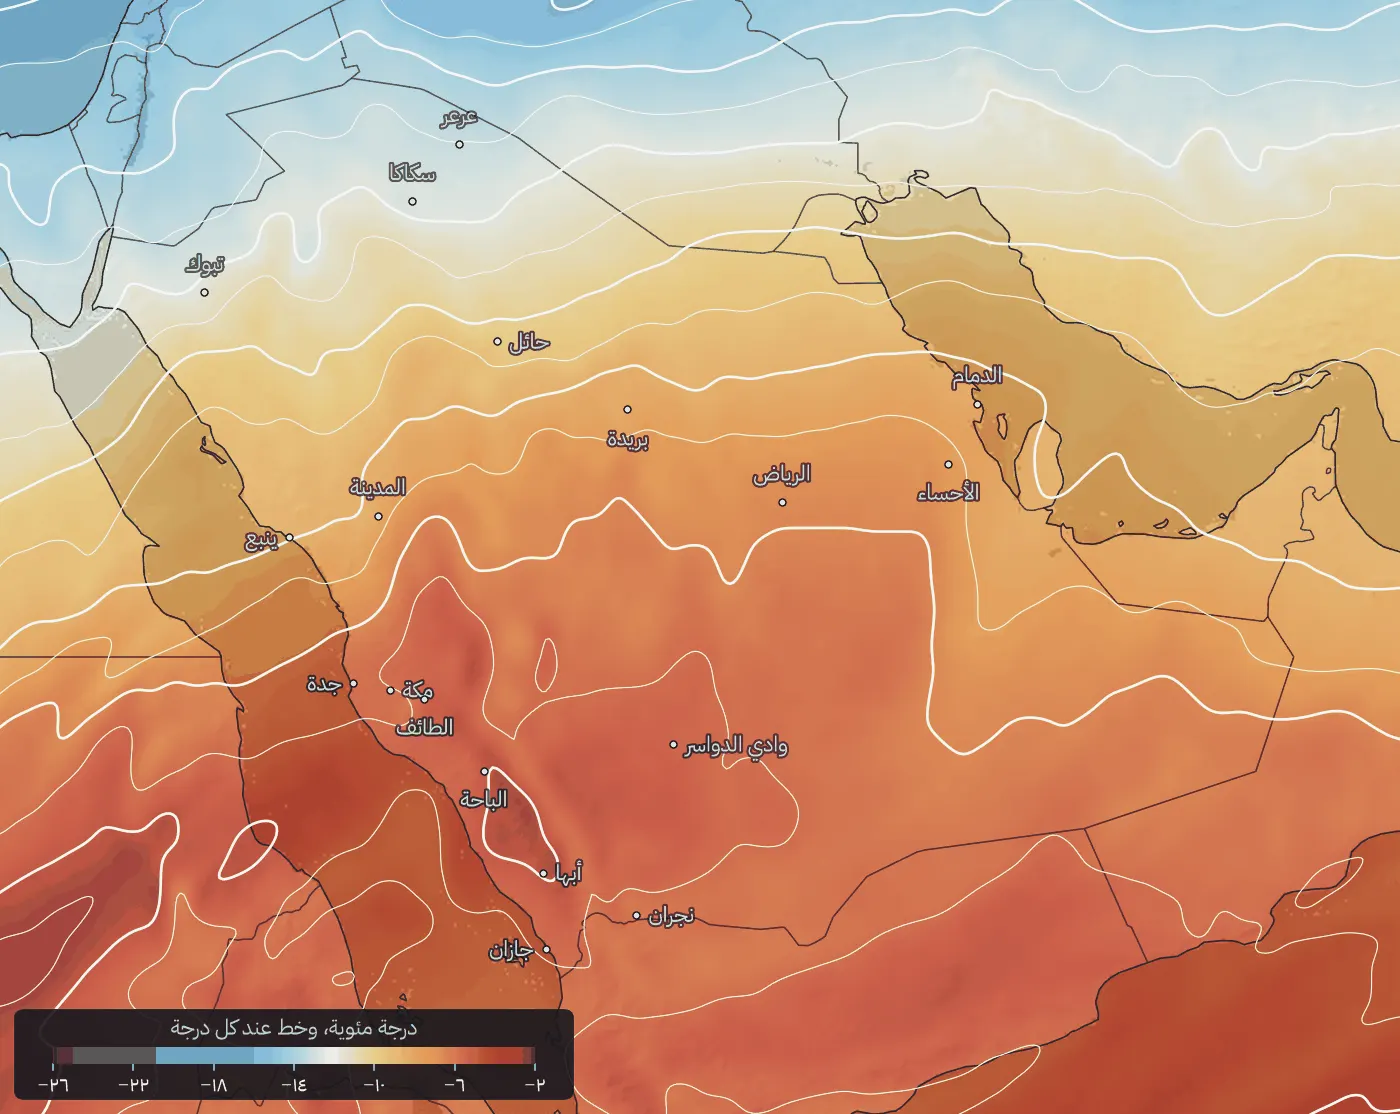 عرعر
سكاكا
تبوك
حائل
الدمام
بريدة
الرياض
المدينة
الأحساء
ينبع
جدة
مكة
الطائف
وادي الدواسر
الباحة
أبها
نجران
جازان
درجة مئوية، وخط عند كل درجة
−٢٦ −٢٢ −١٨ −١٤ −١٠ −٦ −٢